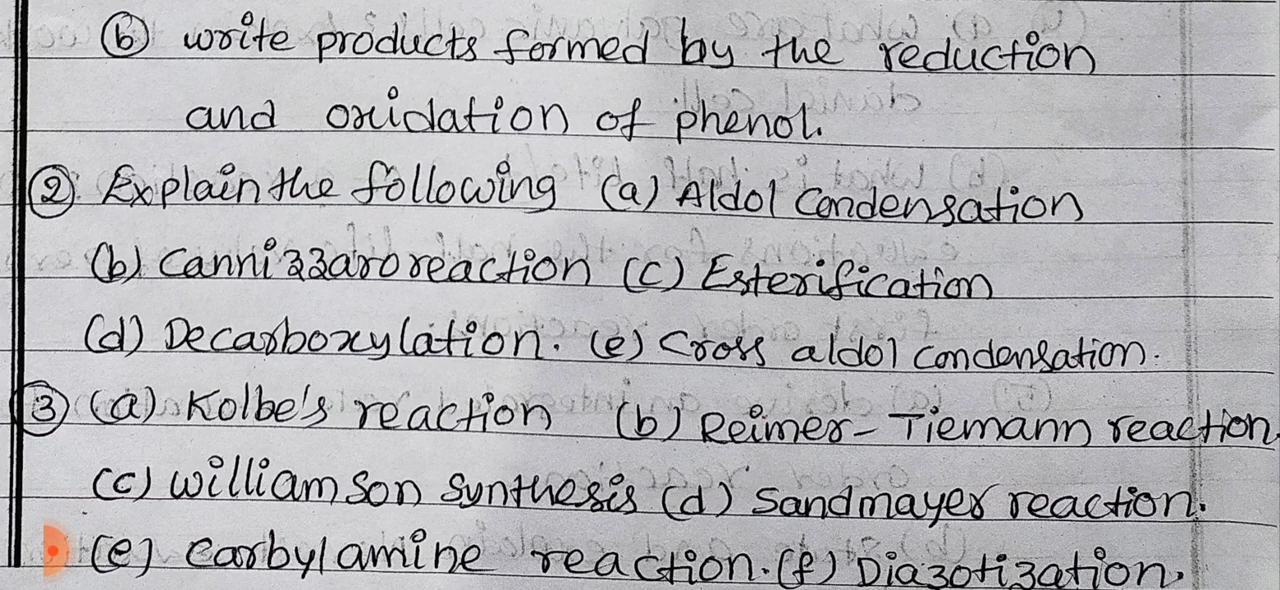 (b) write products formed by the reduction
and oxidation of phenol.
(2) Explain the following (a) Aldol Condensation
(b) Cannizzaro reaction (c) Esterification
(d) Decarboxylation. (e) Cross aldol condensation.
(3) (a) Kolbe's reaction (b) Reimer-Tiemann reaction.
(c) williamson synthesis (d) Sandmayer reaction.
(e) Carbylamine reaction. (f) Diazotization.